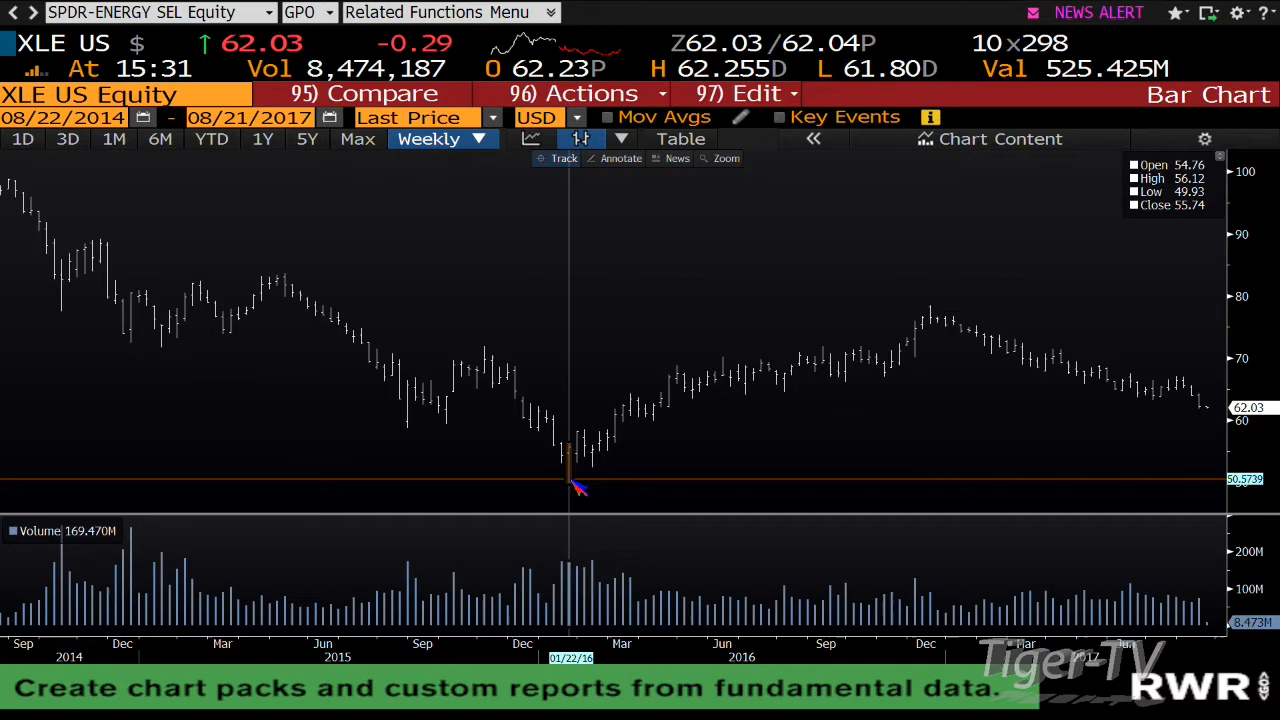 SPDR-ENERGY SEL Equity GPO Related Functions Menu NEWS ALERT ?
XLE US $ ↑ 62.03 -0.29 Z62.03 /62.04P 10 x298
At 15:31 Vol 8,474,187 O 62.23P H 62.255D L 61.80D Val 525.425M
XLE US Equity 95) Compare 96) Actions 97) Edit Bar Chart
08/22/2014 - 08/21/2017 Last Price USD Mov Avgs Key Events i
1D 3D 1M 6M YTD 1Y 5Y Max Weekly Table « Chart Content
Track Annotate News Zoom
Open 54.76
High 56.12
Low 49.93
Close 55.74
100
90
80
70
62.03
60
50.5739
Volume 169.470M
200M
100M
8.473M
Sep Dec Mar Jun Sep Dec Mar Jun Sep Dec Mar Jun
2014 2015 01/22/16 2016 2017
Tiger-TV
Create chart packs and custom reports from fundamental data.
RWR